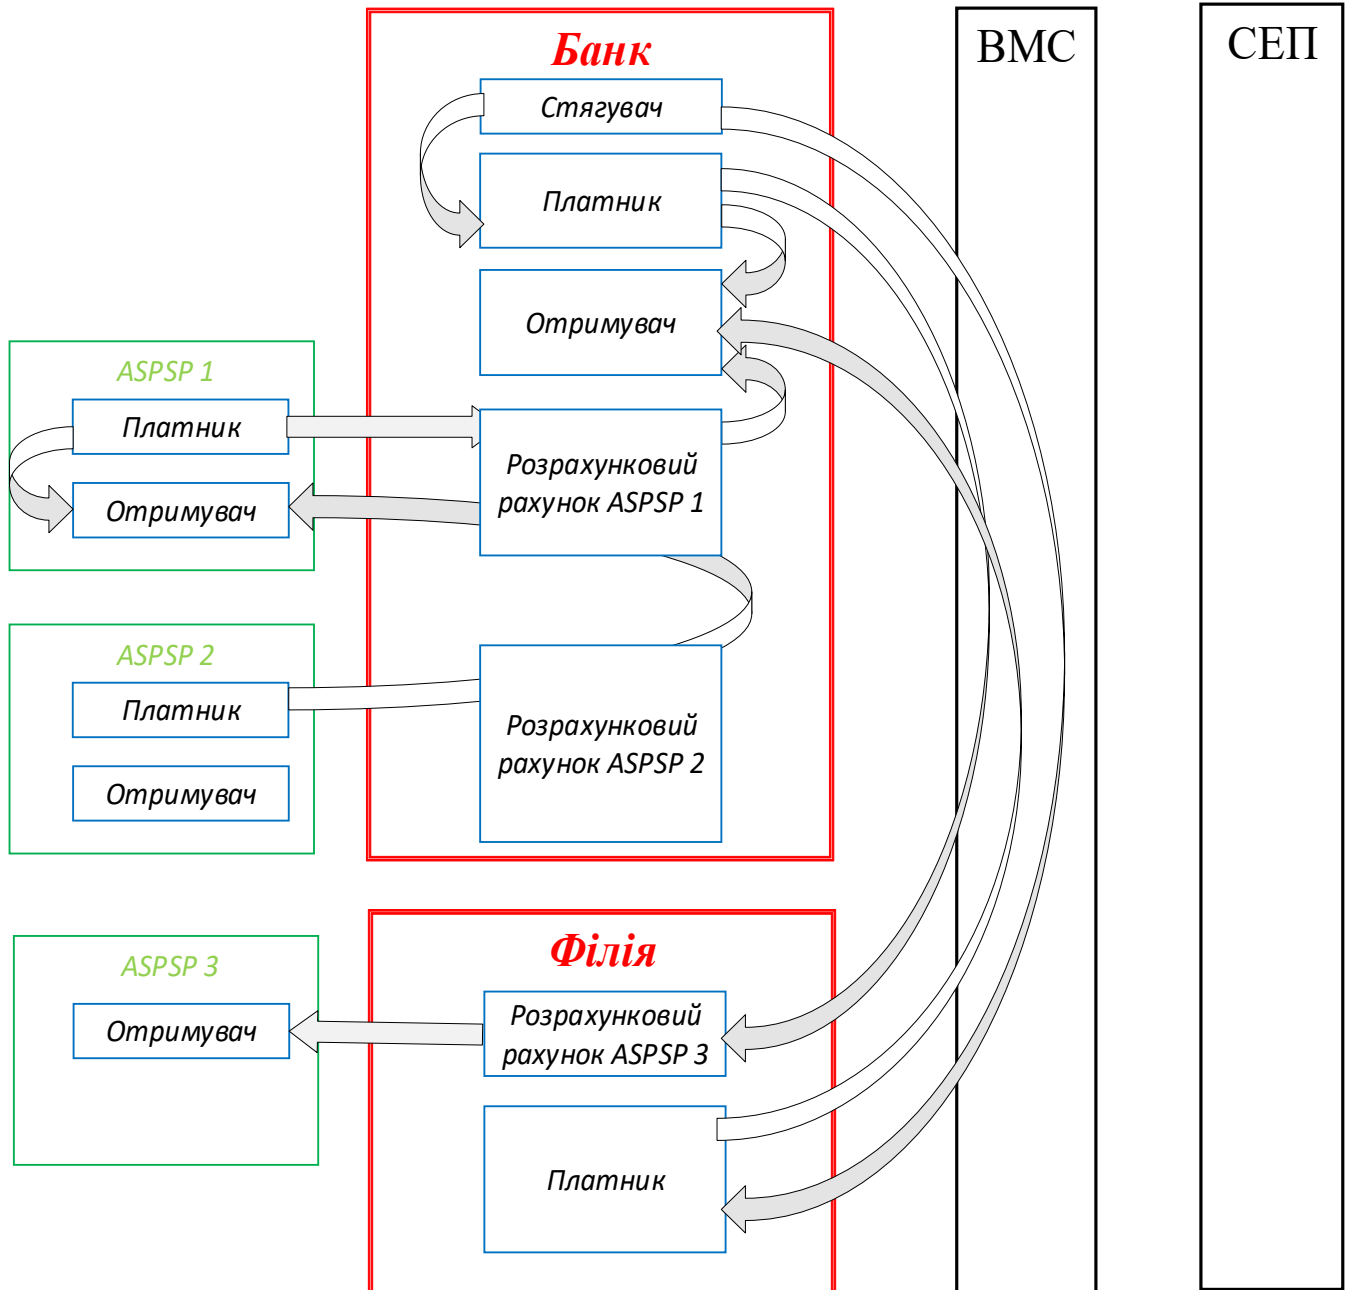 Банк
ВМС
СЕП
Стягувач
Платник
Отримувач
ASPSP 1
Платник
Отримувач
Розрахунковий
рахунок ASPSP 1
ASPSP 2
Платник
Отримувач
Розрахунковий
рахунок ASPSP 2
Філія
ASPSP 3
Отримувач
Розрахунковий
рахунок ASPSP 3
Платник